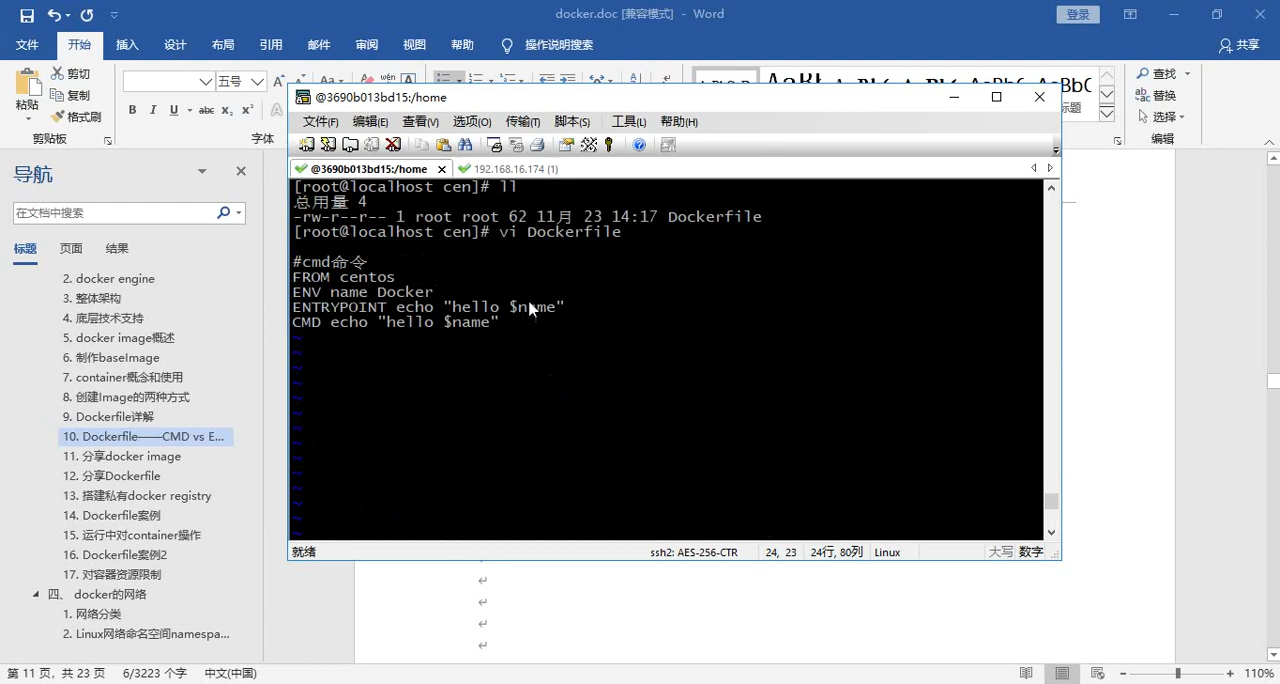 docker.doc [兼容模式] - Word
登录
文件 开始 插入 设计 布局 引用 邮件 审阅 视图 帮助 操作说明搜索 共享
剪切
复制
格式刷
粘贴
剪贴板
五号
B I U abc x₂ x²
字体
查找
替换
选择
编辑
导航
在文档中搜索
标题 页面 结果
2. docker engine
3. 整体架构
4. 底层技术支持
5. docker image概述
6. 制作baseImage
7. container概念和使用
8. 创建Image的两种方式
9. Dockerfile详解
10. Dockerfile——CMD vs E...
11. 分享docker image
12. 分享Dockerfile
13. 搭建私有docker registry
14. Dockerfile案例
15. 运行中对container操作
16. Dockerfile案例2
17. 对容器资源限制
四、 docker的网络
1. 网络分类
2. Linux网络命名空间namespa...
@3690b013bd15:/home
文件(F) 编辑(E) 查看(V) 选项(O) 传输(T) 脚本(S) 工具(L) 帮助(H)
@3690b013bd15:/home 192.168.16.174 (1)
[root@localhost cen]# ll
总用量 4
-rw-r--r-- 1 root root 62 11月 23 14:17 Dockerfile
[root@localhost cen]# vi Dockerfile
#cmd命令
FROM centos
ENV name Docker
ENTRYPOINT echo "hello $name"
CMD echo "hello $name"
~
~
~
~
~
~
~
~
~
~
~
~
~
~
就绪 ssh2: AES-256-CTR 24, 23 24行, 80列 Linux 大写 数字
第 11 页，共 23 页 6/3223 个字 中文(中国) 110%